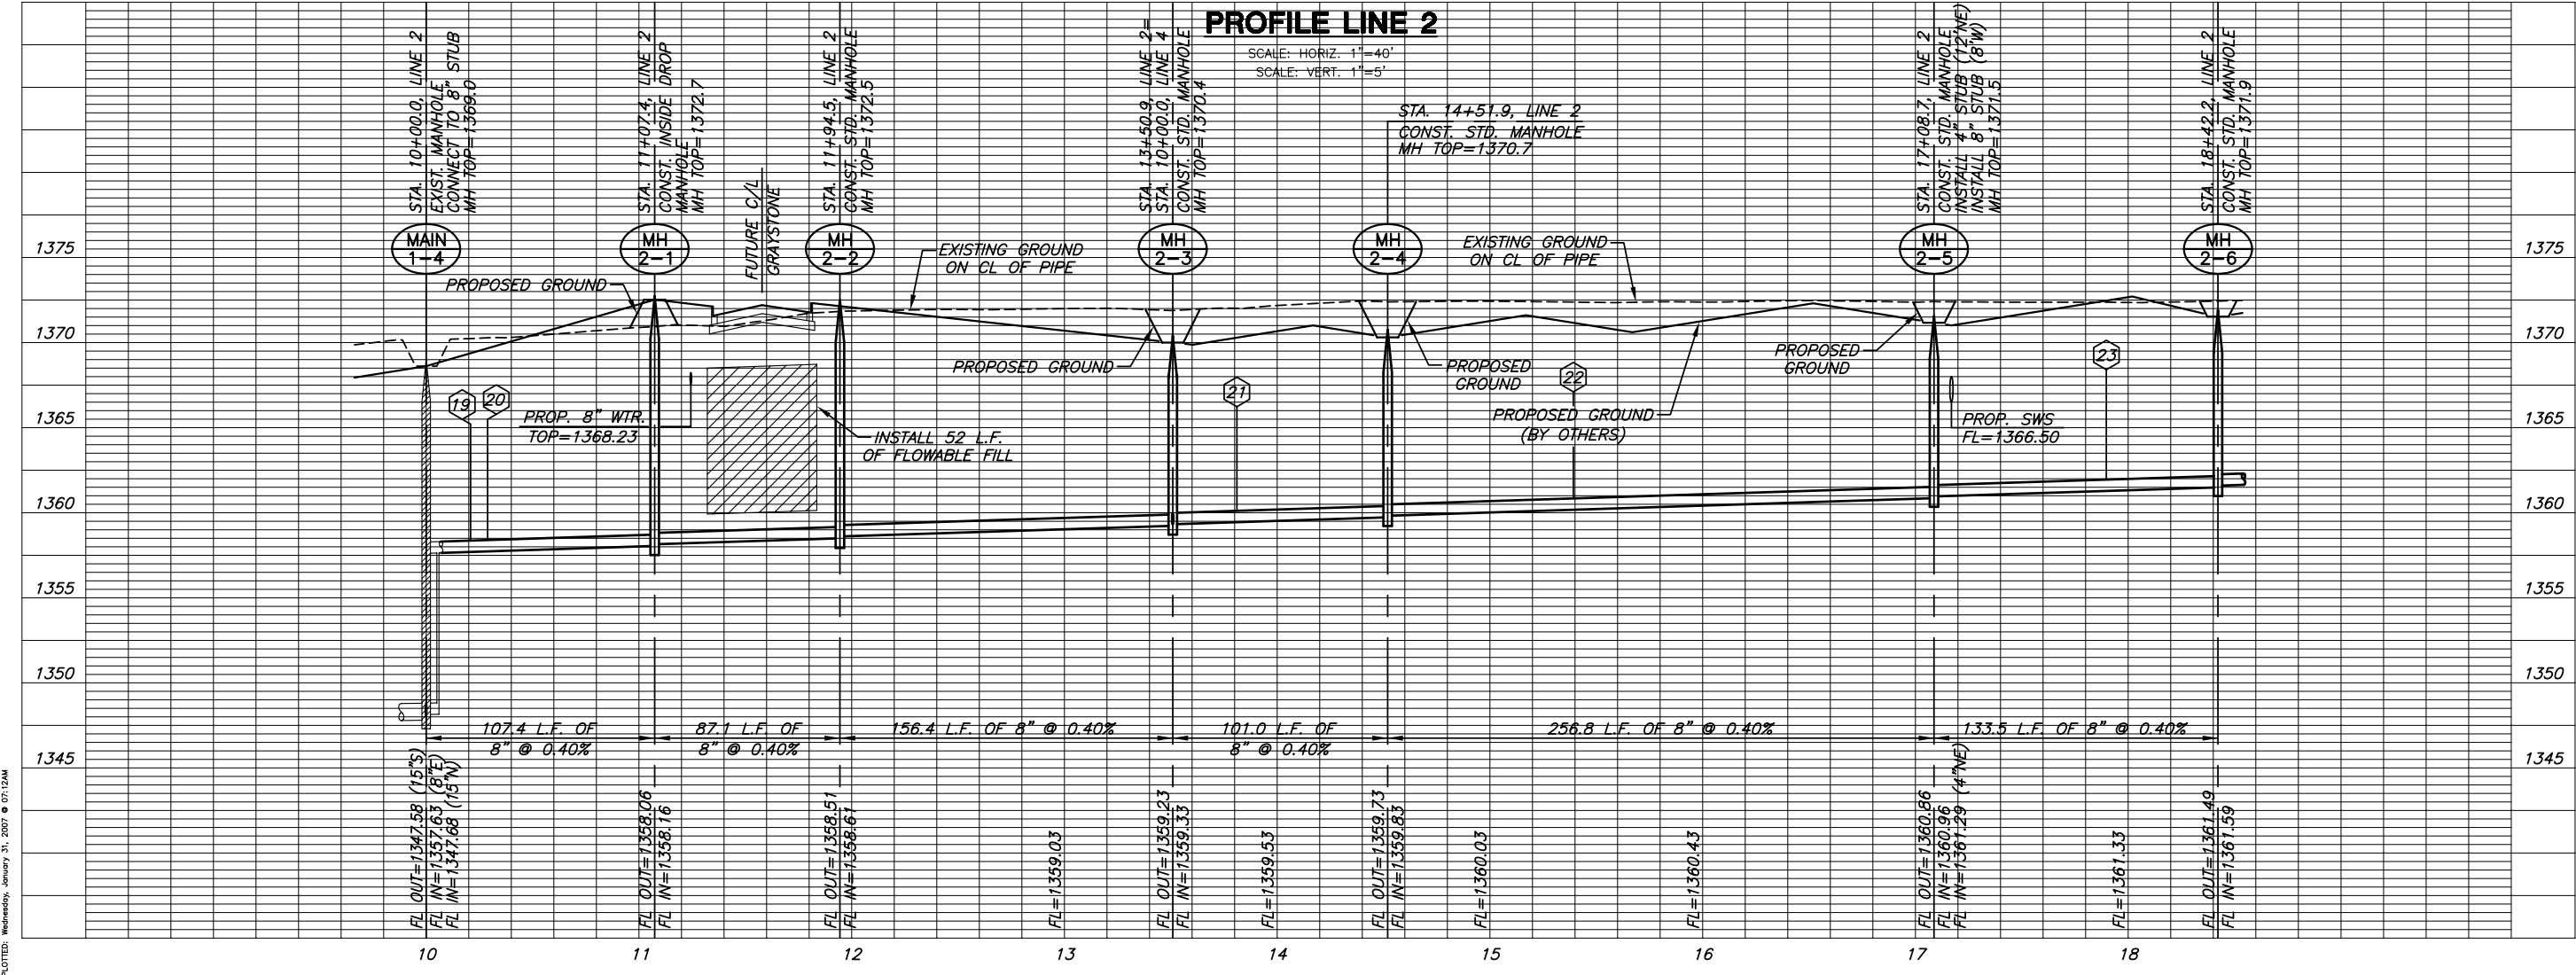 PROFILE LINE 2
SCALE: HORIZ. 1"=40'
SCALE: VERT. 1"=5'
STA. 10+00.0, LINE 2
EXIST. MANHOLE
CONNECT TO 8" STUB
MH TOP=1369.0
STA. 11+07.4, LINE 2
CONST. INSIDE DROP
MANHOLE
MH TOP=1372.7
FUTURE C/L
GRAYSTONE
STA. 11+94.5, LINE 2
CONST. STD. MANHOLE
MH TOP=1372.5
STA. 13+50.9, LINE 2=
STA. 10+00.0, LINE 4
CONST. STD. MANHOLE
MH TOP=1370.4
STA. 14+51.9, LINE 2
CONST. STD. MANHOLE
MH TOP=1370.7
STA. 17+08.7, LINE 2
CONST. STD. MANHOLE
INSTALL 4" STUB (12'NE)
INSTALL 8" STUB (8'W)
MH TOP=1371.5
STA. 18+42.2, LINE 2
CONST. STD. MANHOLE
MH TOP=1371.9
MAIN
1-4
MH
2-1
MH
2-2
MH
2-3
MH
2-4
MH
2-5
MH
2-6
1375
1375
PROPOSED GROUND
EXISTING GROUND
ON CL OF PIPE
EXISTING GROUND
ON CL OF PIPE
1370
1370
PROPOSED GROUND
PROPOSED
GROUND
PROPOSED
GROUND
19
20
21
22
23
PROP. 8" WTR.
TOP=1368.23
INSTALL 52 L.F.
OF FLOWABLE FILL
PROPOSED GROUND
(BY OTHERS)
PROP. SWS
FL=1366.50
1365
1365
1360
1360
1355
1355
1350
1350
107.4 L.F. OF
8" @ 0.40%
87.1 L.F. OF
8" @ 0.40%
156.4 L.F. OF 8" @ 0.40%
101.0 L.F. OF
8" @ 0.40%
256.8 L.F. OF 8" @ 0.40%
133.5 L.F. OF 8" @ 0.40%
1345
1345
FL OUT=1347.58 (15"S)
FL IN=1357.63 (8"E)
FL IN=1347.68 (15"N)
FL OUT=1358.06
FL IN=1358.16
FL OUT=1358.51
FL IN=1358.61
FL=1359.03
FL OUT=1359.23
FL IN=1359.33
FL=1359.53
FL OUT=1359.73
FL IN=1359.83
FL=1360.03
FL=1360.43
FL OUT=1360.86
FL IN=1360.96
FL IN=1361.29 (4"NE)
FL=1361.33
FL OUT=1361.49
FL IN=1361.59
10
11
12
13
14
15
16
17
18
PLOTTED: Wednesday, January 31, 2007 @ 07:12AM